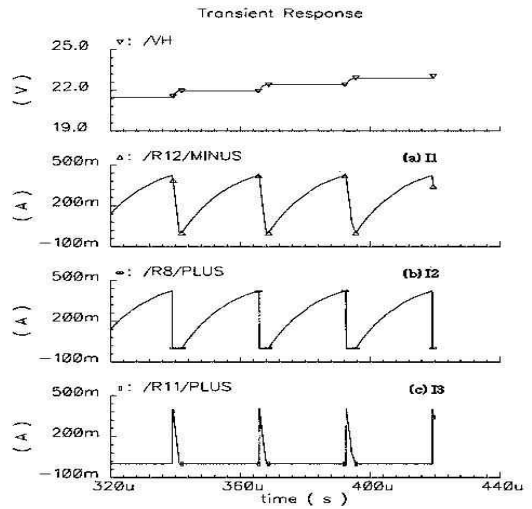 Transient Response
▽: /VH
25.0
22.0
19.0
(V)
△: /R12/MINUS
(a) I1
500m
200m
-100m
(A)
: /R8/PLUS
(b) I2
500m
200m
-100m
(A)
: /R11/PLUS
(c) I3
500m
200m
-100m
(A)
320u
360u
400u
440u
time ( s )